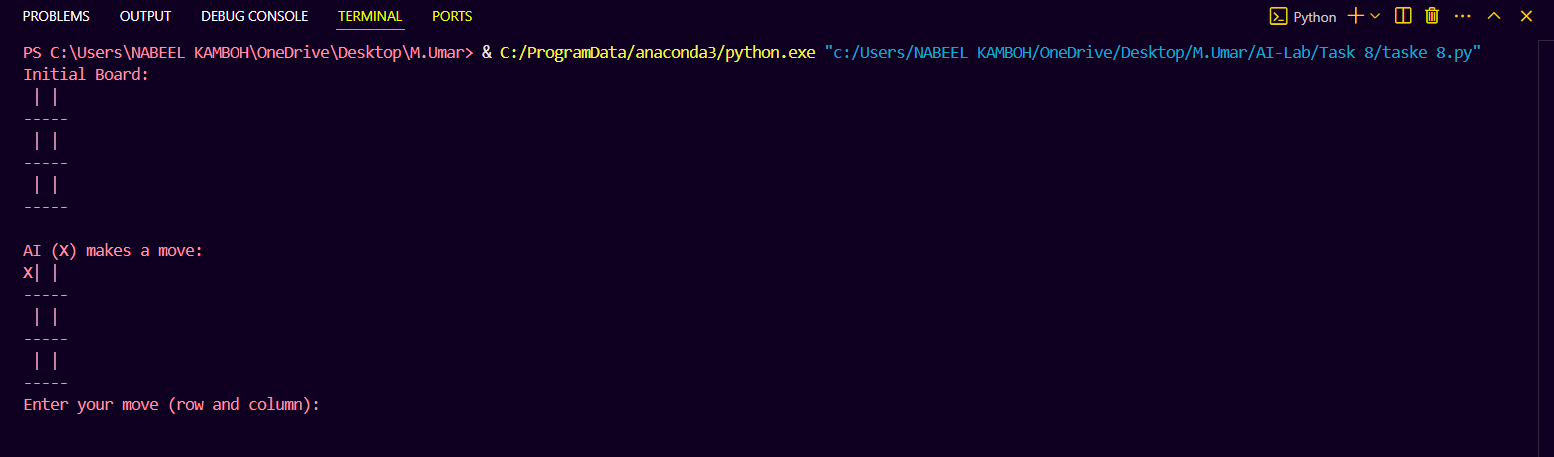 PROBLEMS OUTPUT DEBUG CONSOLE TERMINAL PORTS Python
PS C:\Users\NABEEL KAMBOH\OneDrive\Desktop\M.Umar> & C:/ProgramData/anaconda3/python.exe "c:/Users/NABEEL KAMBOH/OneDrive/Desktop/M.Umar/AI-Lab/Task 8/taske 8.py"
Initial Board:
 | |
-----
 | |
-----
 | |
-----
AI (X) makes a move:
X| |
-----
 | |
-----
 | |
-----
Enter your move (row and column):